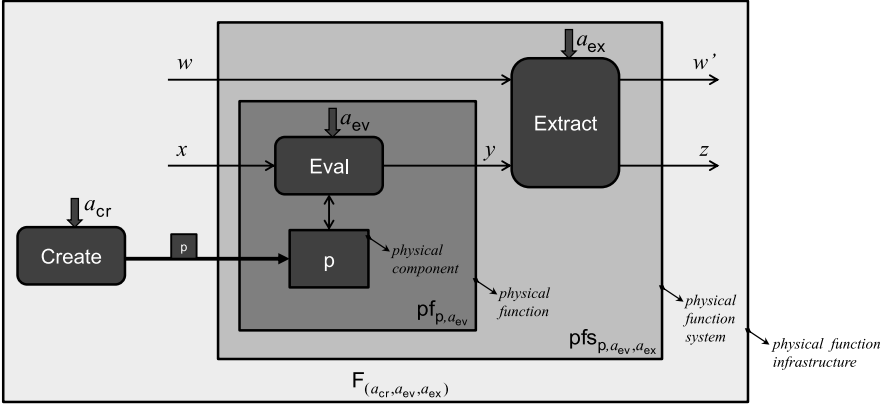 a_ex
w
w’
a_ev
Extract
x
Eval
y
z
a_cr
Create
p
p
physical
component
physical
function
pf_p,a_ev
physical
function
system
pfs_p,a_ev,a_ex
physical function
infrastructure
F_(a_cr,a_ev,a_ex)